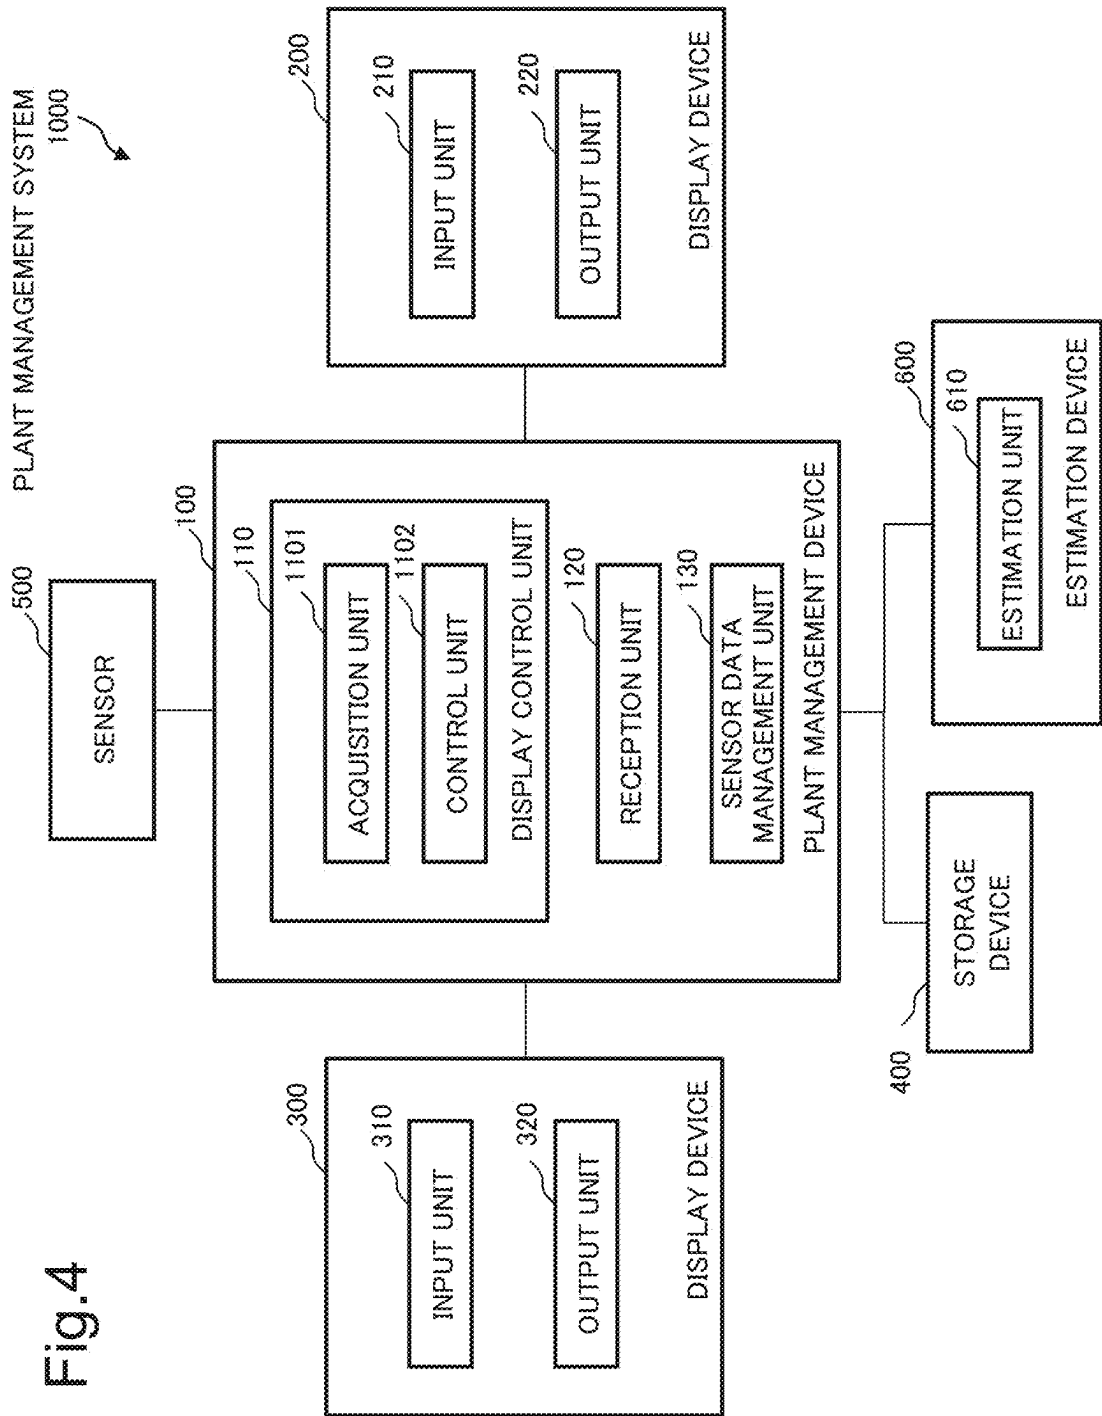 Fig.4
PLANT MANAGEMENT SYSTEM
1000
500
SENSOR
100
110
1101
ACQUISITION UNIT
1102
CONTROL UNIT
DISPLAY CONTROL UNIT
120
RECEPTION UNIT
130
SENSOR DATA
MANAGEMENT UNIT
PLANT MANAGEMENT DEVICE
300
310
INPUT UNIT
320
OUTPUT UNIT
DISPLAY DEVICE
200
210
INPUT UNIT
220
OUTPUT UNIT
DISPLAY DEVICE
400
STORAGE
DEVICE
600
610
ESTIMATION UNIT
ESTIMATION DEVICE